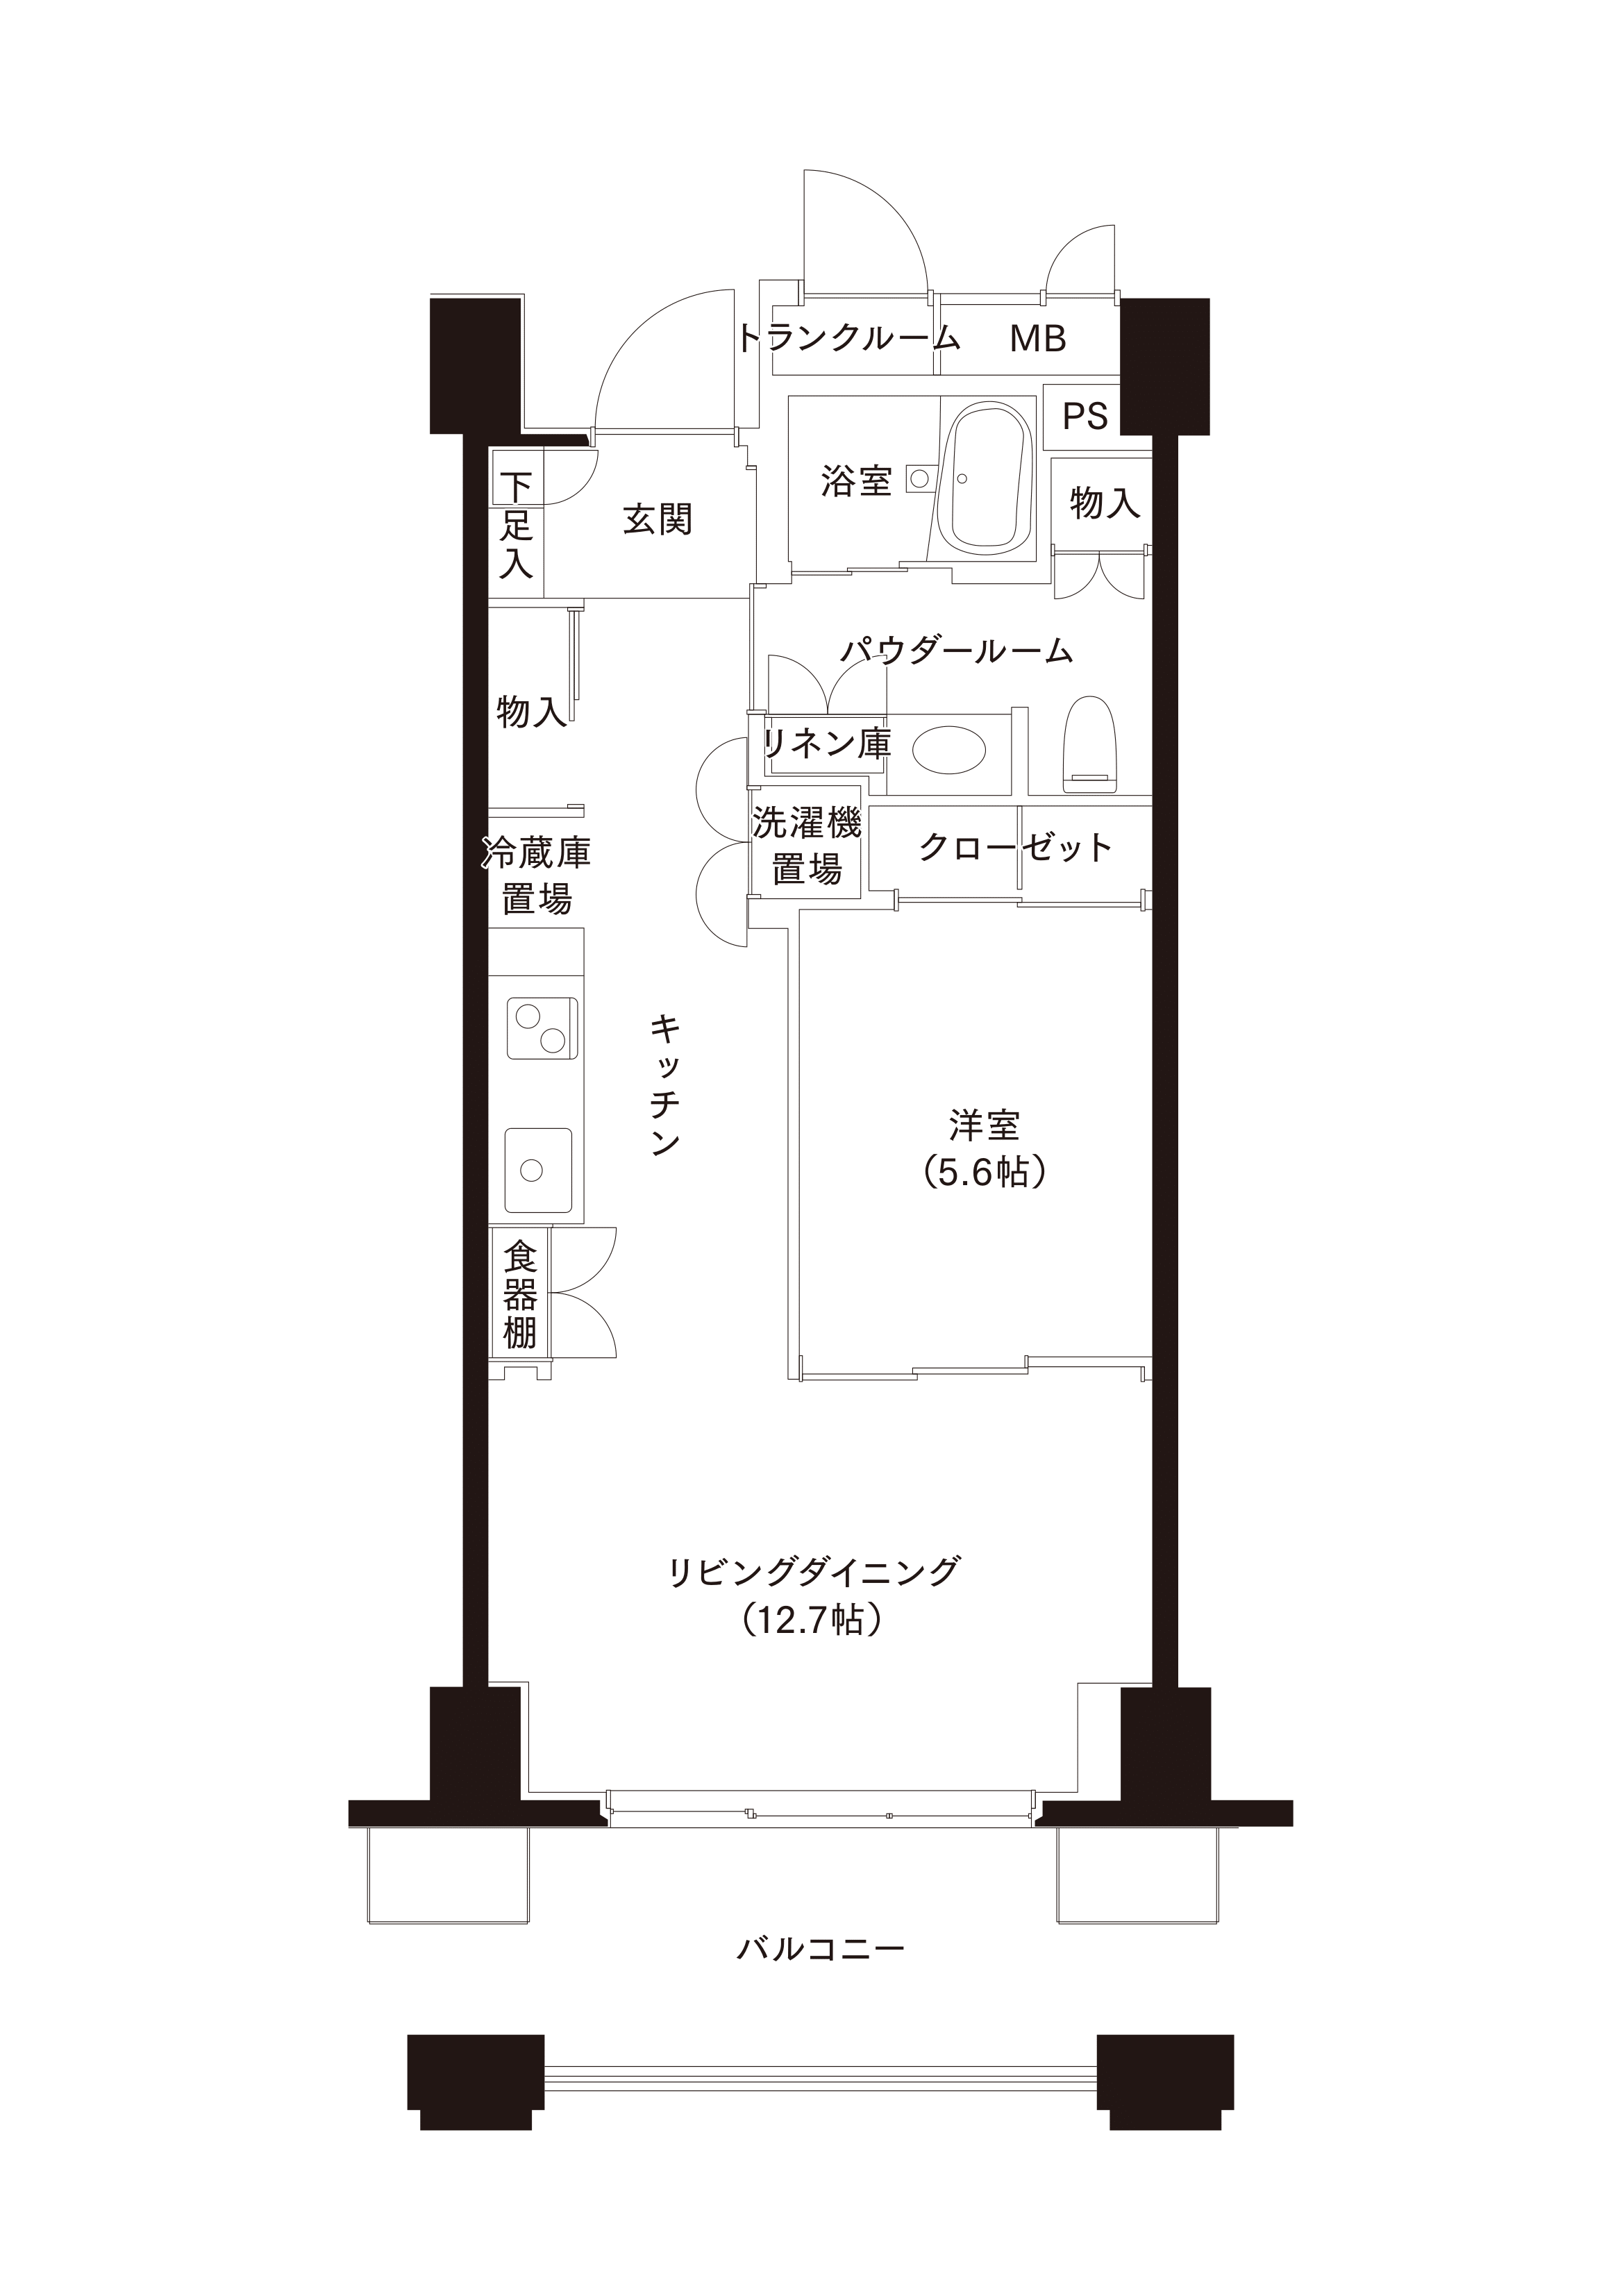 トランクルーム
MB
PS
浴室
物入
下足入
玄関
パウダールーム
物入
リネン庫
洗濯機
置場
クローゼット
冷蔵庫
置場
キッチン
洋室
（5.6帖）
食器棚
リビングダイニング
（12.7帖）
バルコニー